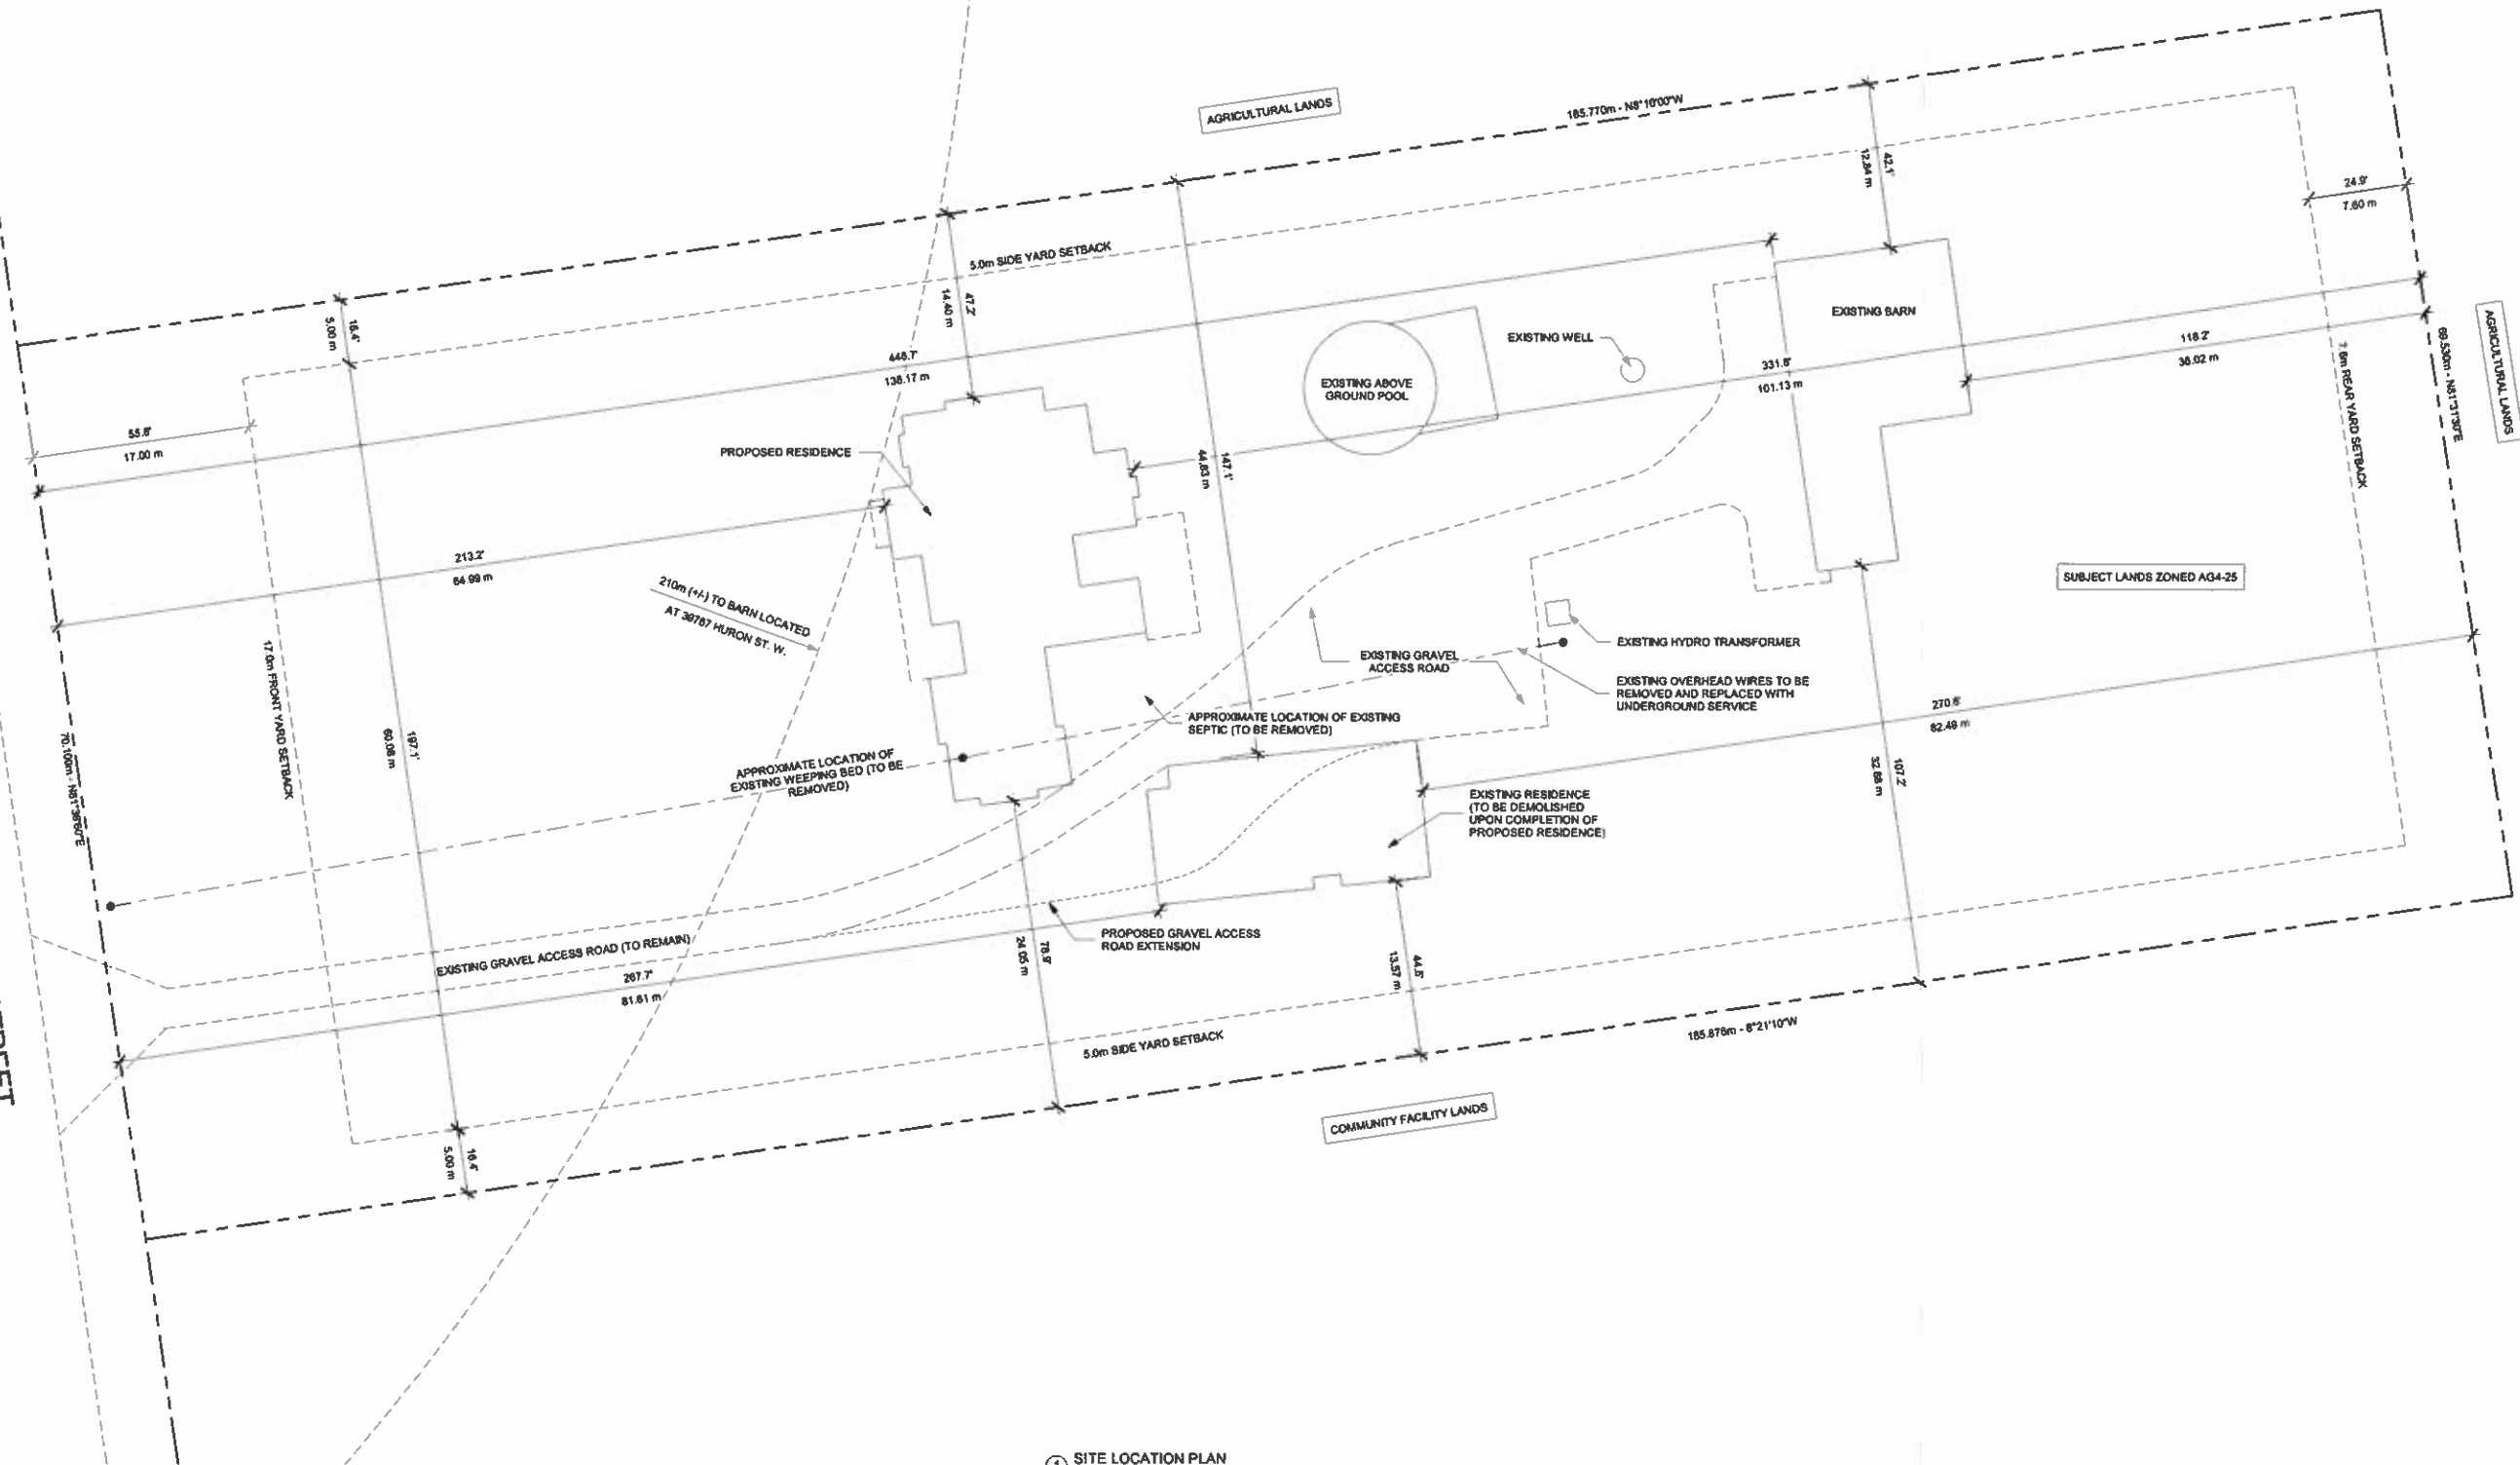 AGRICULTURAL LANDS
185.770m - N8°10'00"W
42.1'
12.84 m
24.9'
7.60 m
5.0m SIDE YARD SETBACK
16.4'
5.00 m
47.2'
14.40 m
EXISTING BARN
EXISTING WELL
118.2'
36.02 m
AGRICULTURAL LANDS
69.530m - N81°31'30"E
7.6m REAR YARD SETBACK
448.7'
136.17 m
331.8'
101.13 m
EXISTING ABOVE
GROUND POOL
55.8'
17.00 m
PROPOSED RESIDENCE
147.1'
44.83 m
213.2'
64.99 m
210m (+/-) TO BARN LOCATED
AT 39767 HURON ST. W.
SUBJECT LANDS ZONED AG4-25
EXISTING HYDRO TRANSFORMER
EXISTING GRAVEL
ACCESS ROAD
EXISTING OVERHEAD WIRES TO BE
REMOVED AND REPLACED WITH
UNDERGROUND SERVICE
17.0m FRONT YARD SETBACK
APPROXIMATE LOCATION OF EXISTING
SEPTIC (TO BE REMOVED)
270.6'
82.49 m
197.1'
60.08 m
107.2'
32.68 m
APPROXIMATE LOCATION OF
EXISTING WEEPING BED (TO BE
REMOVED)
EXISTING RESIDENCE
(TO BE DEMOLISHED
UPON COMPLETION OF
PROPOSED RESIDENCE)
EXISTING GRAVEL ACCESS ROAD (TO REMAIN)
PROPOSED GRAVEL ACCESS
ROAD EXTENSION
267.7'
81.61 m
78.9'
24.05 m
44.5'
13.57 m
5.0m SIDE YARD SETBACK
185.876m - 8°21'10"W
COMMUNITY FACILITY LANDS
16.4'
5.00 m
1
SITE LOCATION PLAN